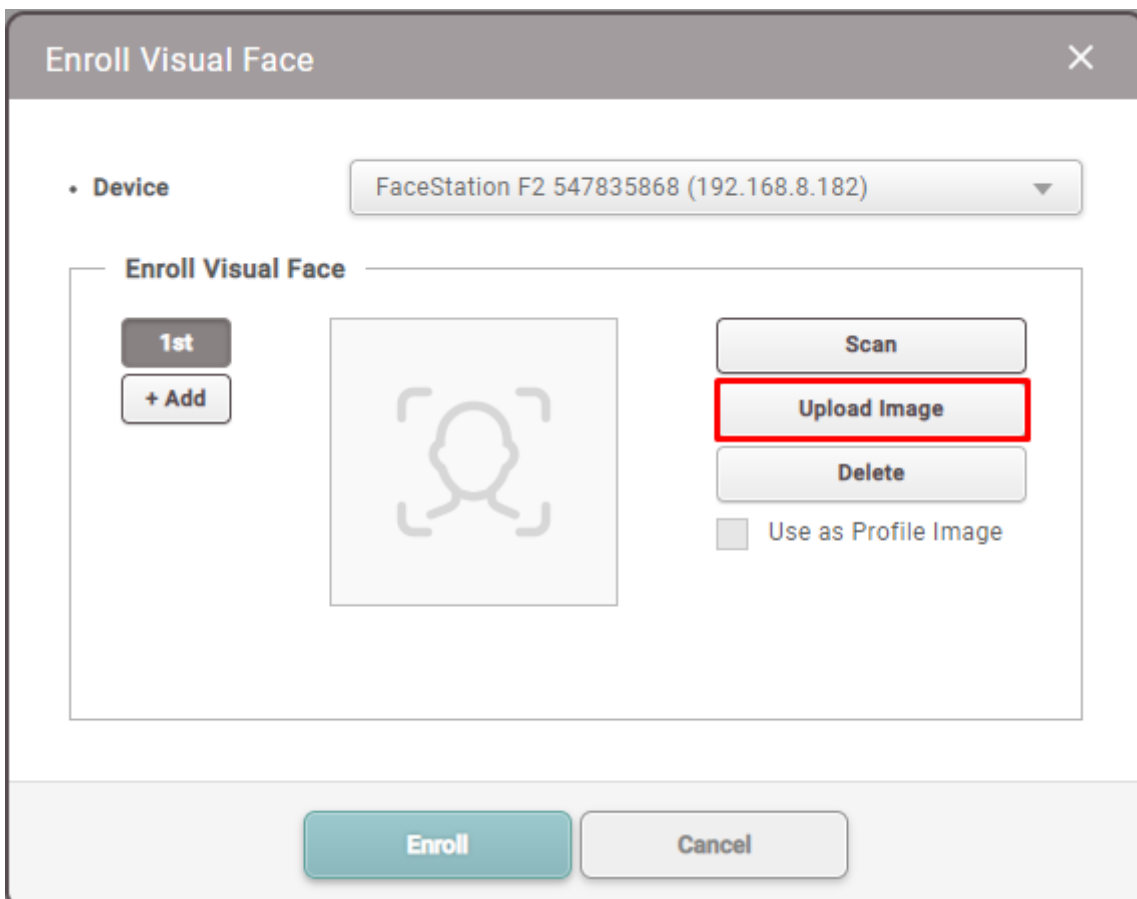 Enroll Visual Face
• Device
FaceStation F2 547835868 (192.168.8.182)
Enroll Visual Face
1st
+ Add
Scan
Upload Image
Delete
Use as Profile Image
Enroll
Cancel